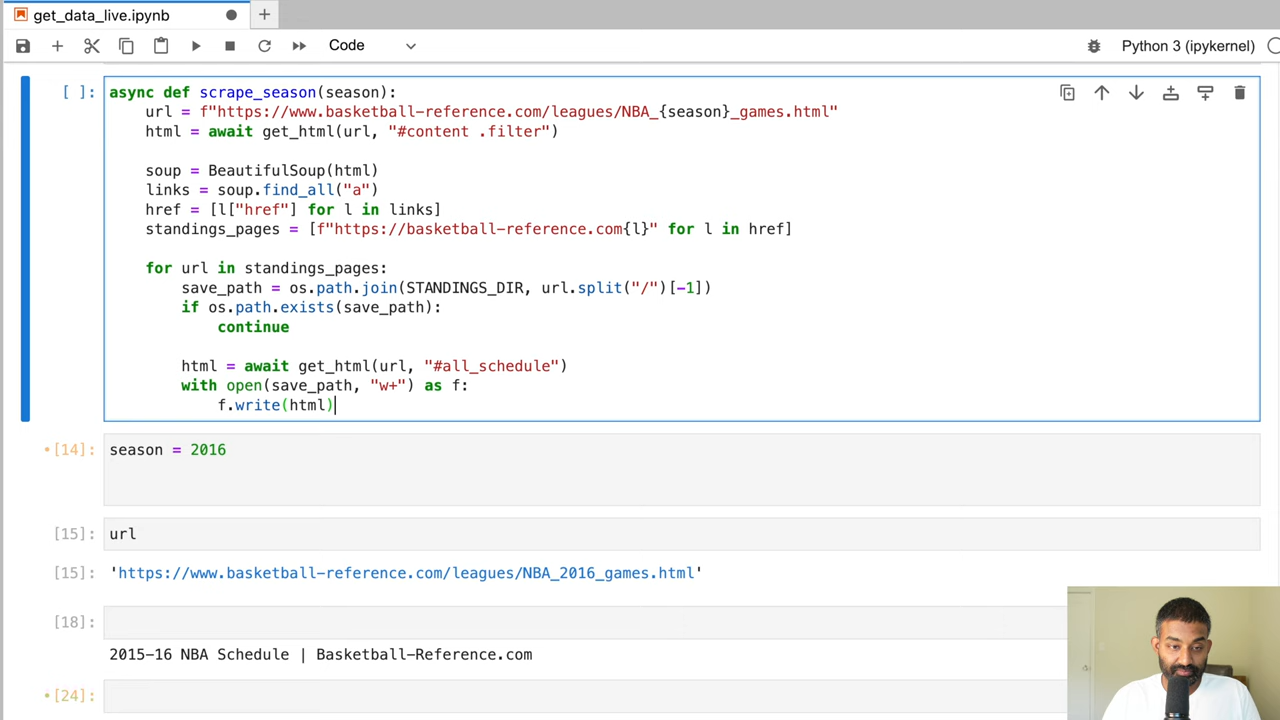 get_data_live.ipynb
Code
Python 3 (ipykernel)
[ ]:
async def scrape_season(season):
    url = f"https://www.basketball-reference.com/leagues/NBA_{season}_games.html"
    html = await get_html(url, "#content .filter")
    soup = BeautifulSoup(html)
    links = soup.find_all("a")
    href = [l["href"] for l in links]
    standings_pages = [f"https://basketball-reference.com{l}" for l in href]
    for url in standings_pages:
        save_path = os.path.join(STANDINGS_DIR, url.split("/")[-1])
        if os.path.exists(save_path):
            continue
        html = await get_html(url, "#all_schedule")
        with open(save_path, "w+") as f:
            f.write(html)
[14]: season = 2016
[15]: url
[15]: 'https://www.basketball-reference.com/leagues/NBA_2016_games.html'
[18]:
2015-16 NBA Schedule | Basketball-Reference.com
[24]: